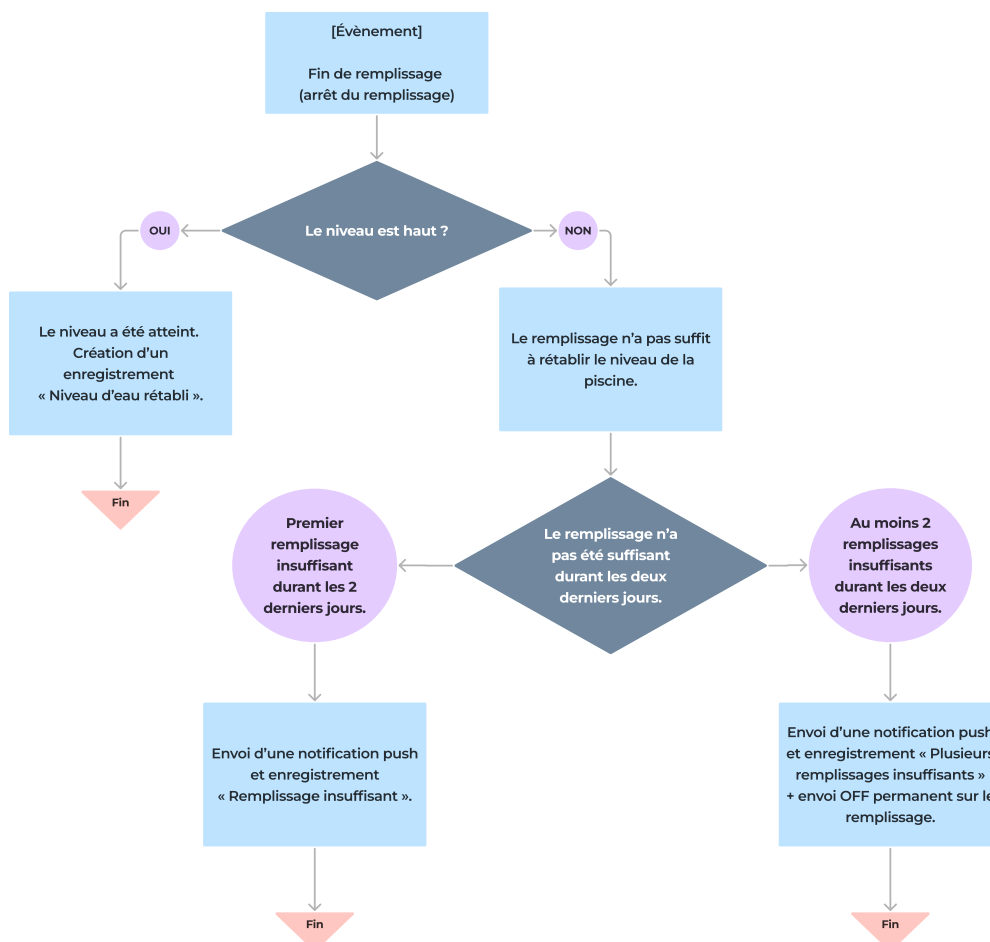 [Évènement]
Fin de remplissage
(arrêt du remplissage)
Le niveau est haut ?
OUI
NON
Le niveau a été atteint.
Création d'un
enregistrement
« Niveau d'eau rétabli ».
Le remplissage n'a pas suffit
à rétablir le niveau de la
piscine.
Fin
Premier
remplissage
insuffisant
durant les 2
derniers jours.
Le remplissage n'a
pas été suffisant
durant les deux
derniers jours.
Au moins 2
remplissages
insuffisants
durant les deux
derniers jours.
Envoi d'une notification push
et enregistrement
« Remplissage insuffisant ».
Envoi d'une notification push
et enregistrement « Plusieurs
remplissages insuffisants »
+ envoi OFF permanent sur le
remplissage.
Fin
Fin